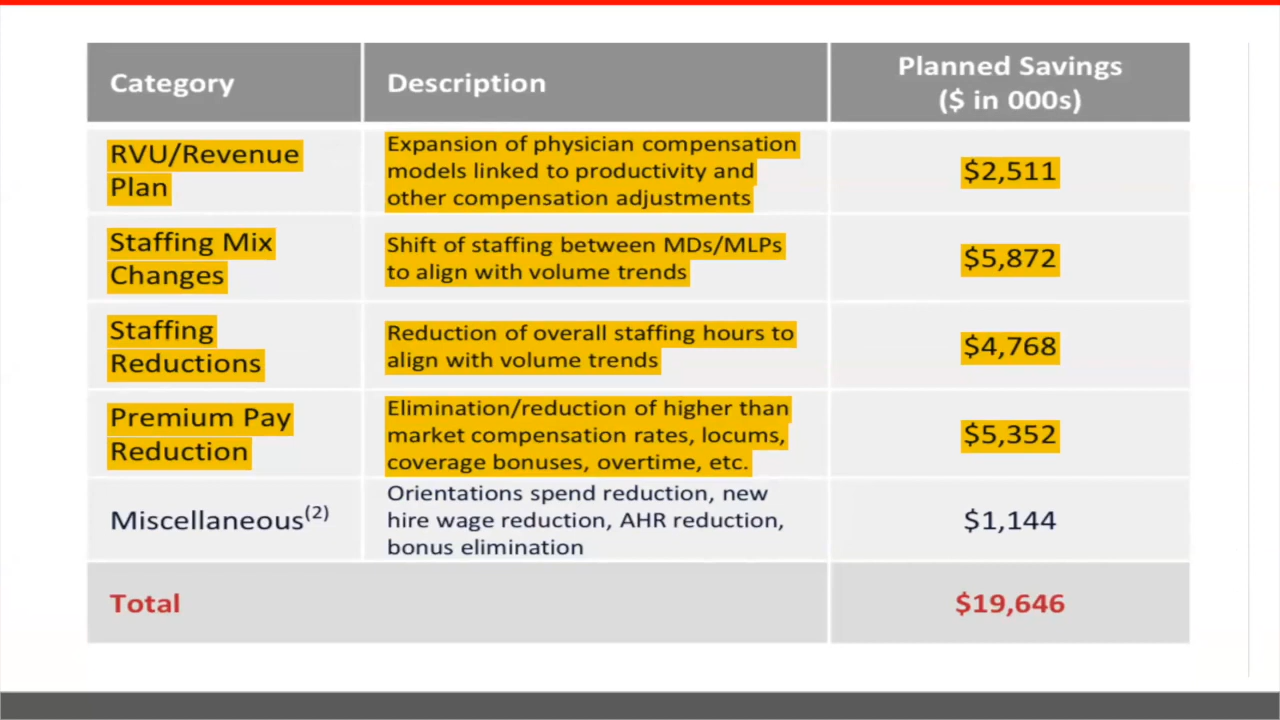 Category Description Planned Savings
($ in 000s)
RVU/Revenue
Plan
Expansion of physician compensation
models linked to productivity and
other compensation adjustments
$2,511
Staffing Mix
Changes
Shift of staffing between MDs/MLPs
to align with volume trends
$5,872
Staffing
Reductions
Reduction of overall staffing hours to
align with volume trends
$4,768
Premium Pay
Reduction
Elimination/reduction of higher than
market compensation rates, locums,
coverage bonuses, overtime, etc.
$5,352
Miscellaneous(2)
Orientations spend reduction, new
hire wage reduction, AHR reduction,
bonus elimination
$1,144
Total $19,646